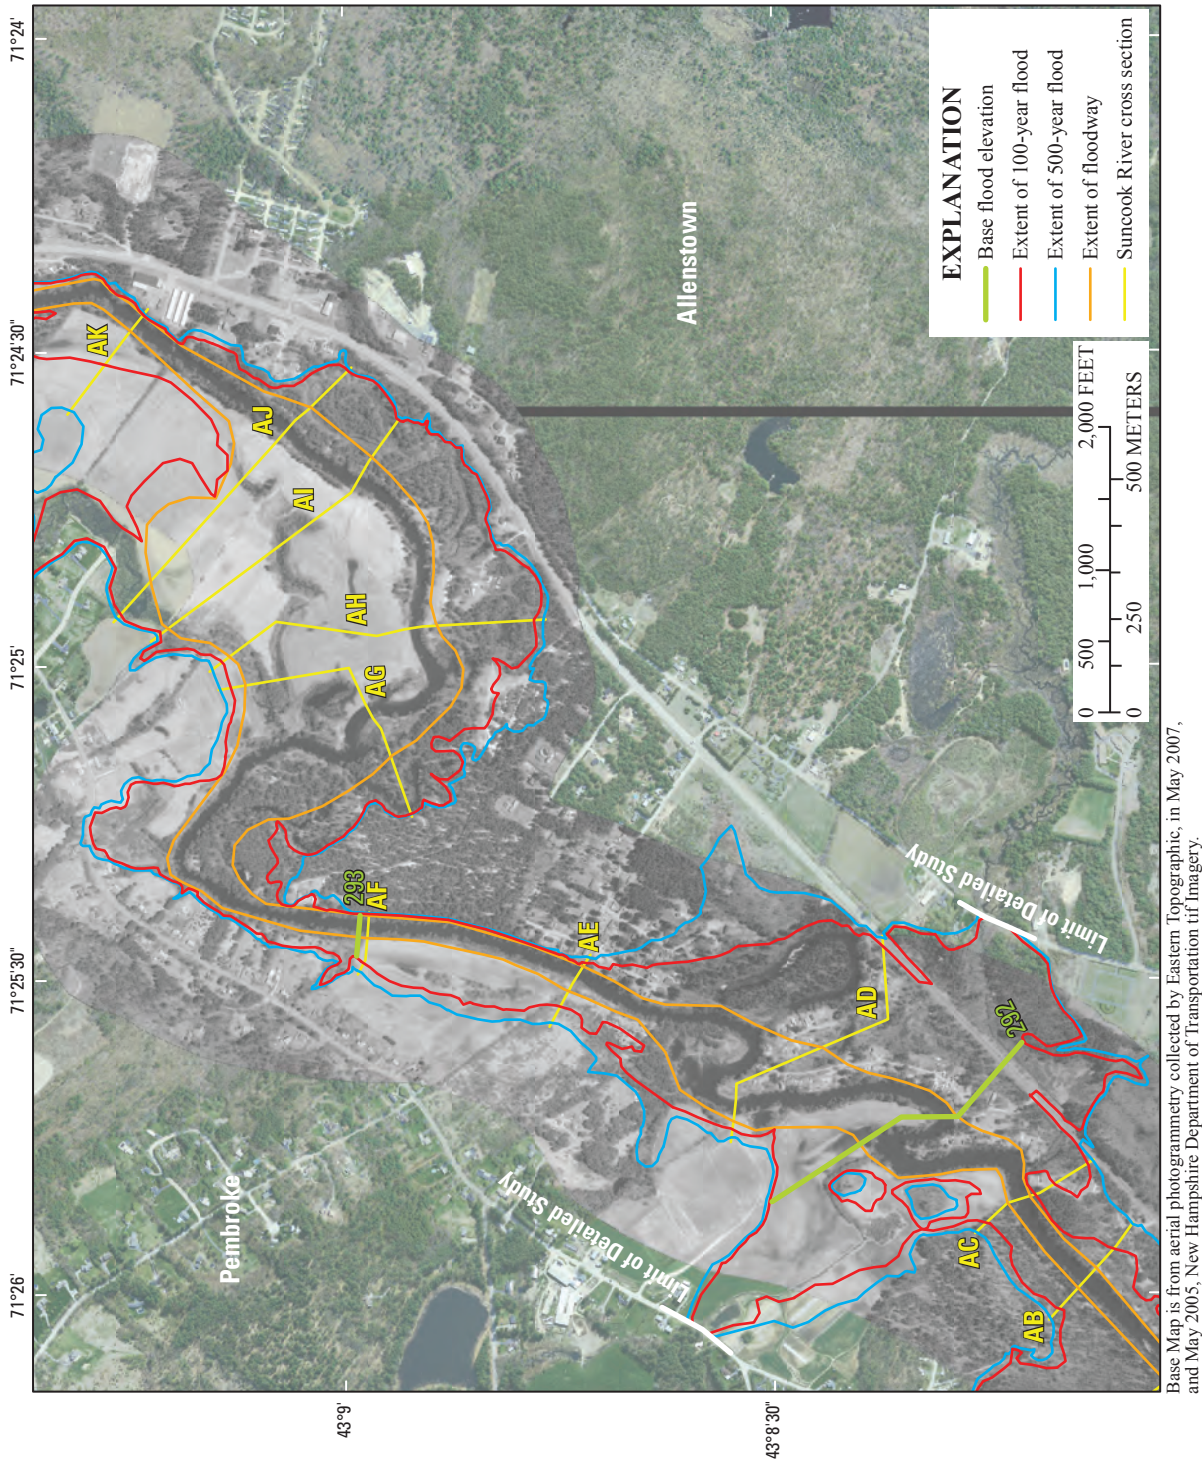 71°24'
71°24'30"
71°25'
71°25'30"
71°26'
43°9'
43°8'30"
AK
AJ
AI
AH
AG
293
AF
AE
AD
292
AC
AB
Allenstown
Pembroke
Limit of Detailed Study
Limit of Detailed Study
EXPLANATION
Base flood elevation
Extent of 100-year flood
Extent of 500-year flood
Extent of floodway
Suncook River cross section
0 500 1,000 2,000 FEET
0 250 500 METERS
Base Map is from aerial photogrammetry collected by Eastern Topographic, in May 2007,
and May 2005, New Hampshire Department of Transportation tif Imagery.